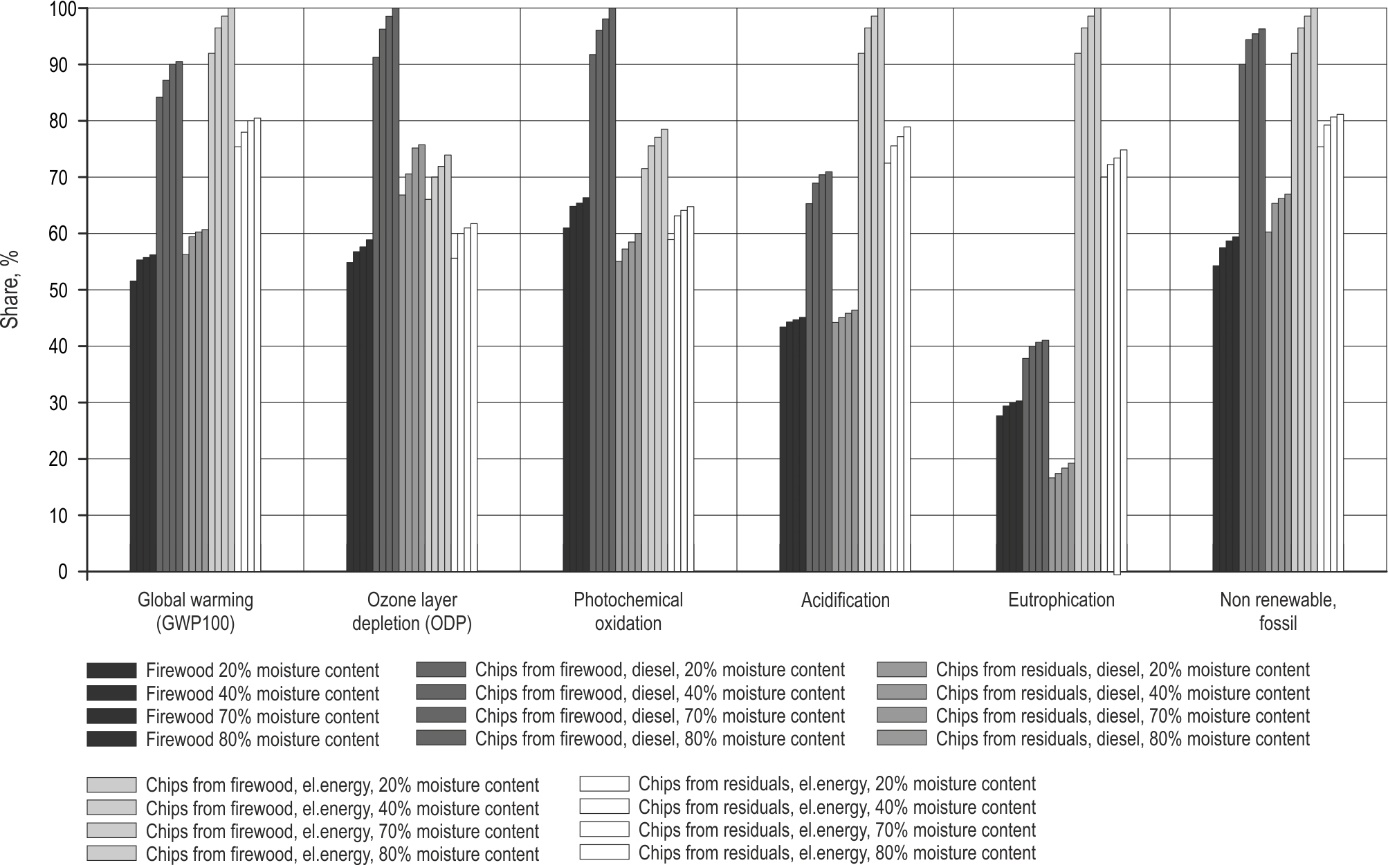 100
90
80
70
60
50
40
30
20
10
0
Share, %
Global warming
(GWP100)
Ozone layer
depletion (ODP)
Photochemical
oxidation
Acidification
Eutrophication
Non renewable,
fossil
Firewood 20% moisture content
Firewood 40% moisture content
Firewood 70% moisture content
Firewood 80% moisture content
Chips from firewood, diesel, 20% moisture content
Chips from firewood, diesel, 40% moisture content
Chips from firewood, diesel, 70% moisture content
Chips from firewood, diesel, 80% moisture content
Chips from residuals, diesel, 20% moisture content
Chips from residuals, diesel, 40% moisture content
Chips from residuals, diesel, 70% moisture content
Chips from residuals, diesel, 80% moisture content
Chips from firewood, el.energy, 20% moisture content
Chips from firewood, el.energy, 40% moisture content
Chips from firewood, el.energy, 70% moisture content
Chips from firewood, el.energy, 80% moisture content
Chips from residuals, el.energy, 20% moisture content
Chips from residuals, el.energy, 40% moisture content
Chips from residuals, el.energy, 70% moisture content
Chips from residuals, el.energy, 80% moisture content